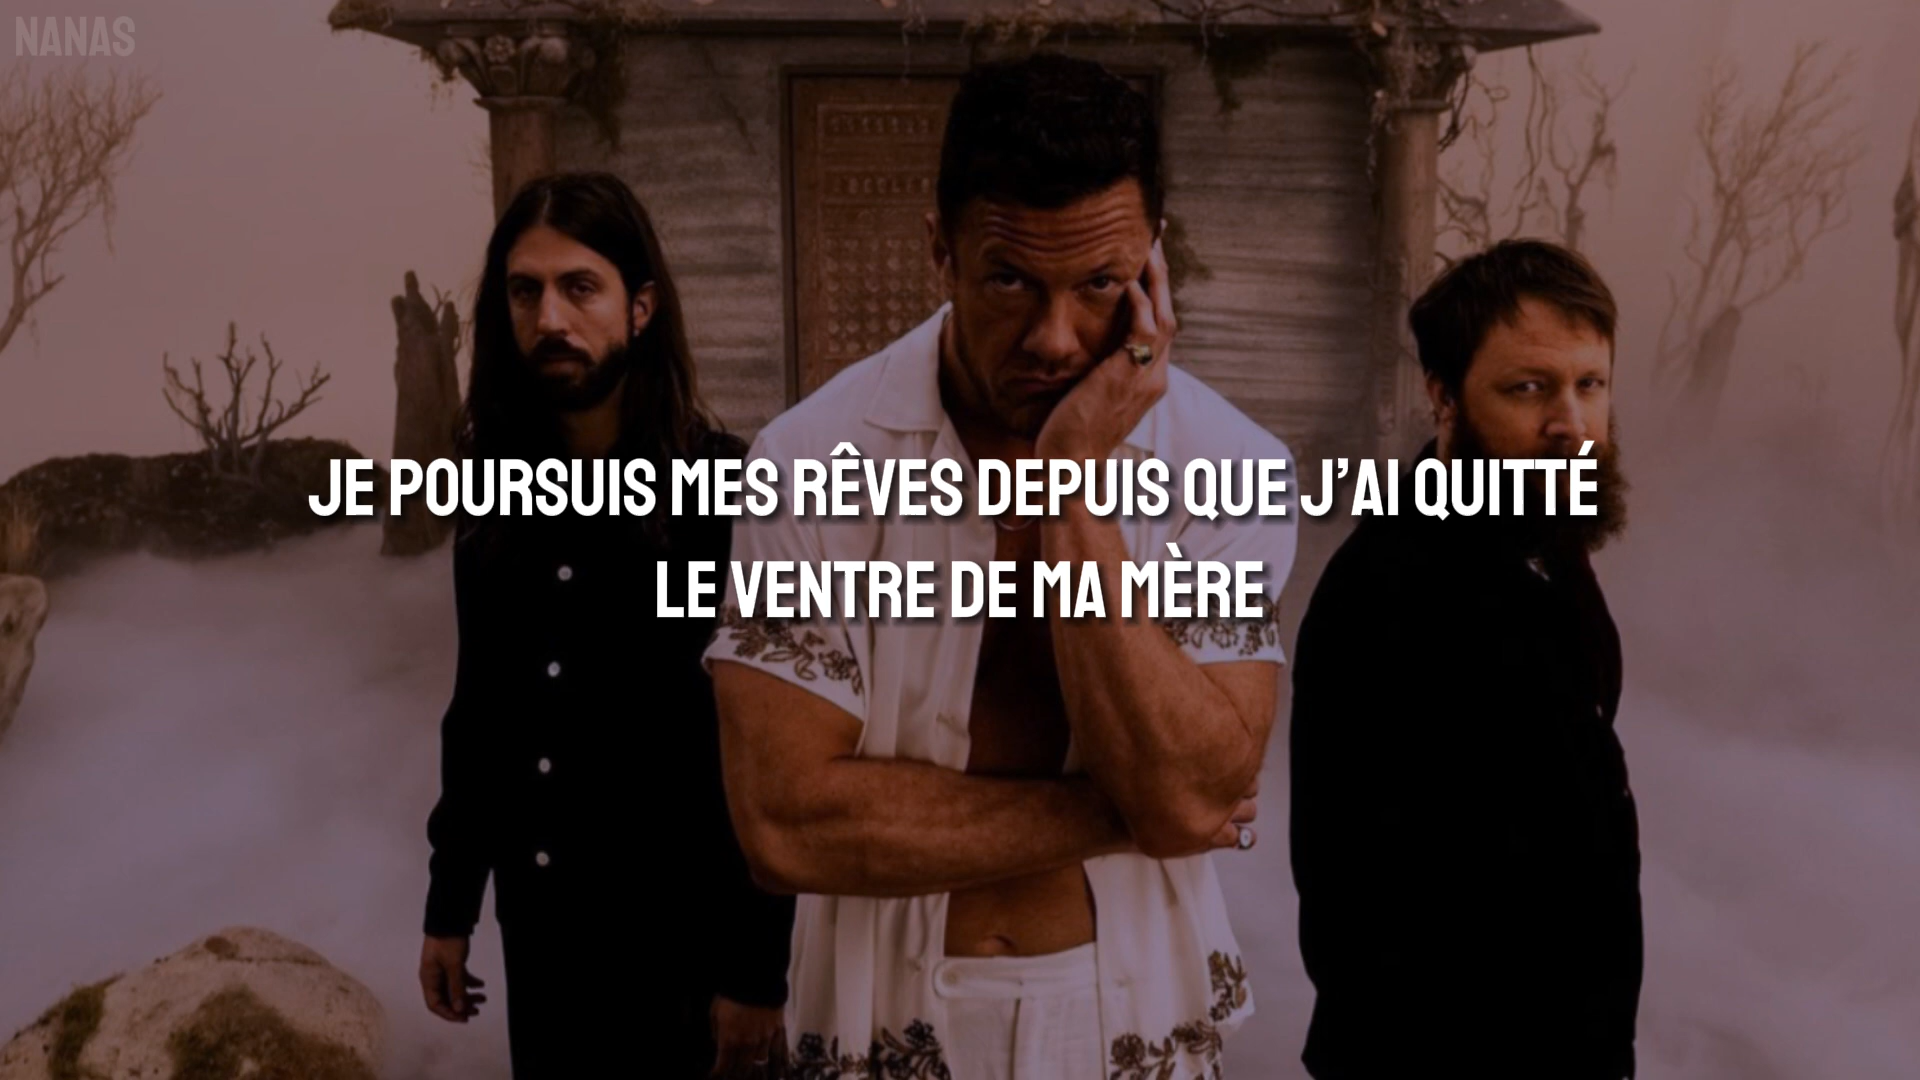 NANAS
JE POURSUIS MES RÊVES DEPUIS QUE J’AI QUITTÉ
LE VENTRE DE MA MÈRE